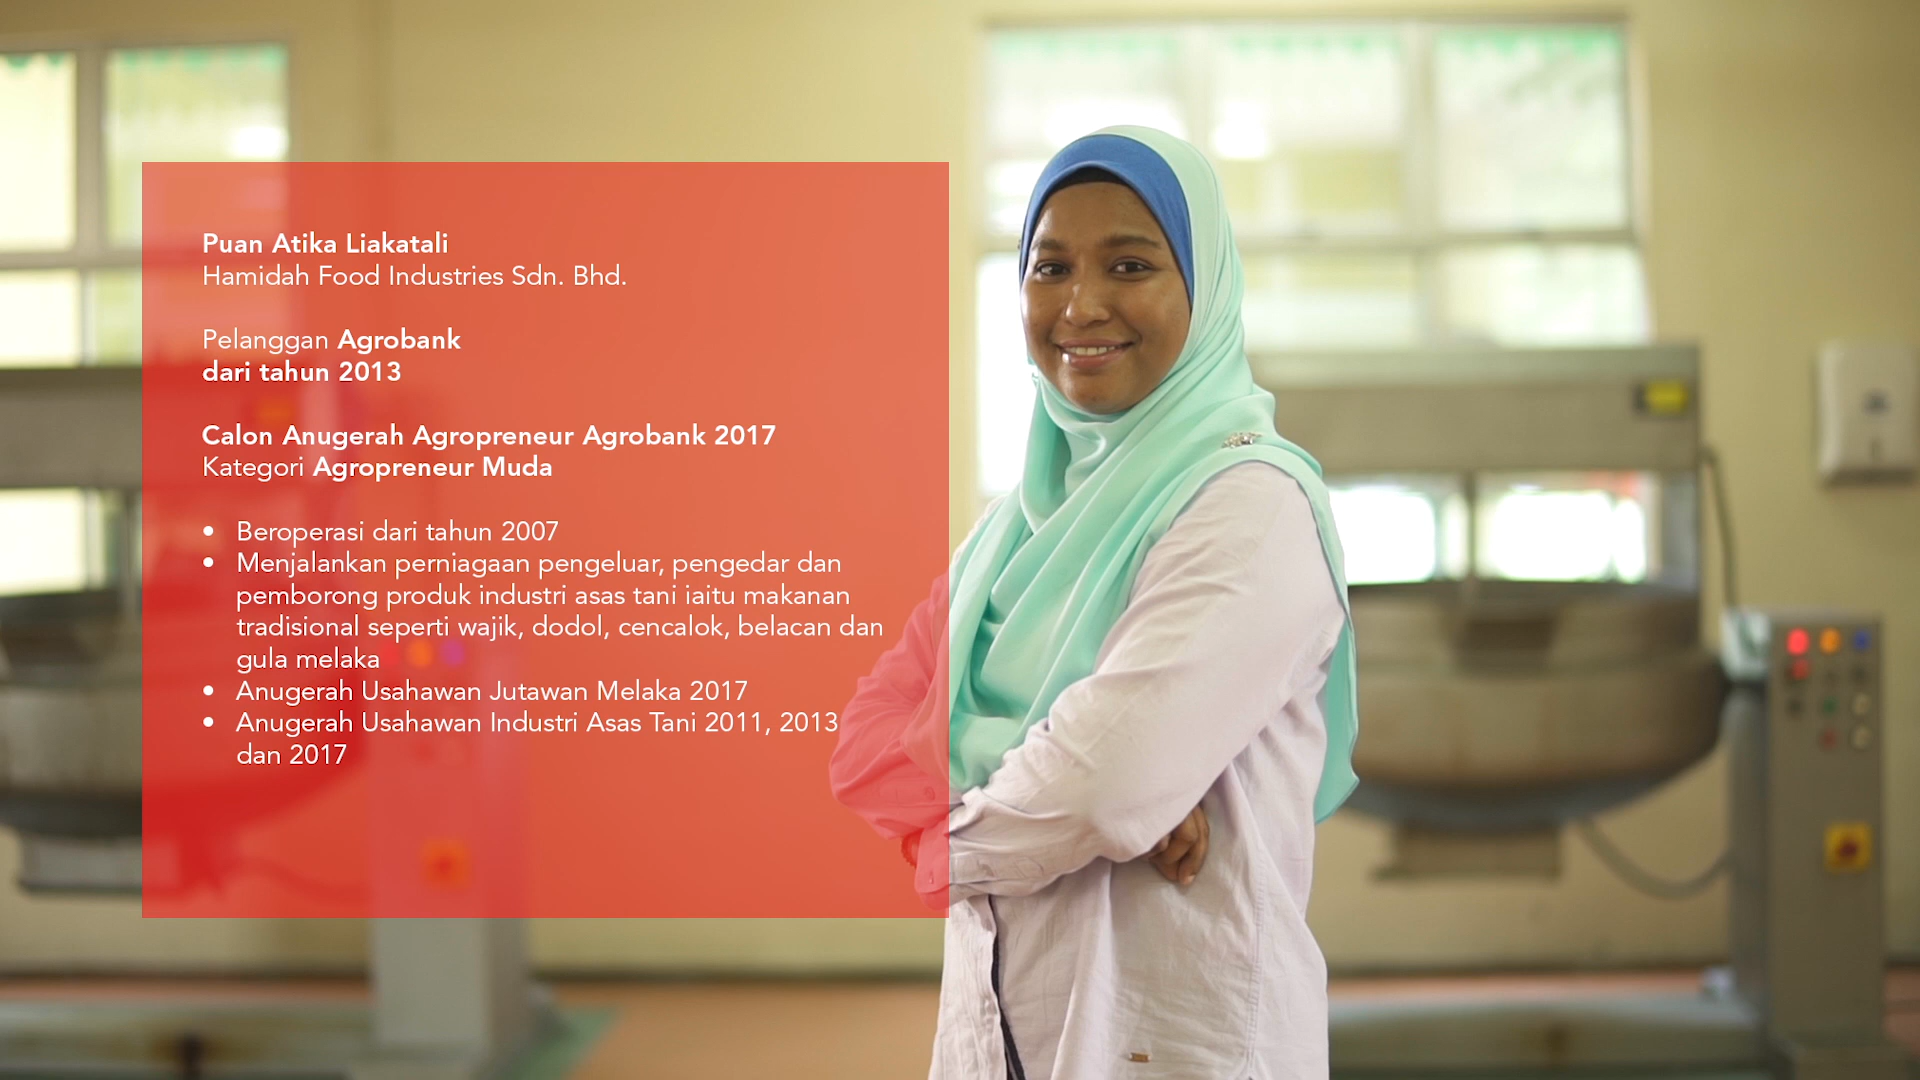 Puan Atika Liakatali
Hamidah Food Industries Sdn. Bhd.
Pelanggan Agrobank
dari tahun 2013
Calon Anugerah Agropreneur Agrobank 2017
Kategori Agropreneur Muda
• Beroperasi dari tahun 2007
• Menjalankan perniagaan pengeluar, pengedar dan
pemborong produk industri asas tani iaitu makanan
tradisional seperti wajik, dodol, cencalok, belacan dan
gula melaka
• Anugerah Usahawan Jutawan Melaka 2017
• Anugerah Usahawan Industri Asas Tani 2011, 2013
dan 2017